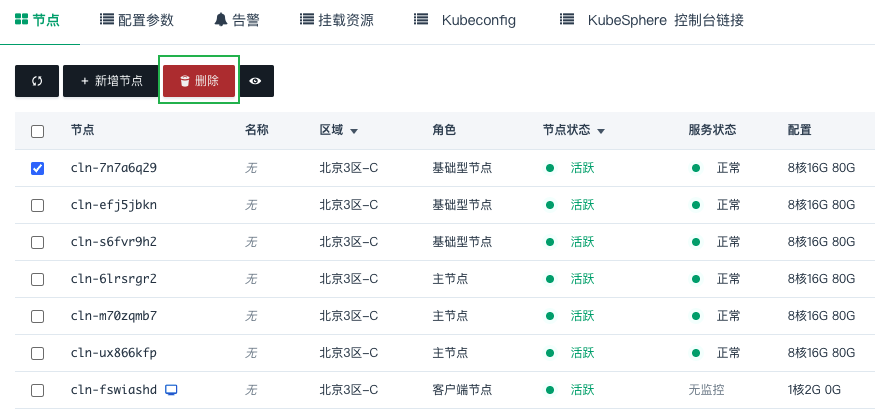 节点 配置参数 告警 挂载资源 Kubeconfig KubeSphere 控制台链接
+ 新增节点 删除
节点 名称 区域 角色 节点状态 服务状态 配置
cln-7n7a6q29 无 北京3区-C 基础型节点 活跃 正常 8核16G 80G
cln-efj5jbkn 无 北京3区-C 基础型节点 活跃 正常 8核16G 80G
cln-s6fvr9h2 无 北京3区-C 基础型节点 活跃 正常 8核16G 80G
cln-6lrsrgr2 无 北京3区-C 主节点 活跃 正常 8核16G 80G
cln-m70zqmb7 无 北京3区-C 主节点 活跃 正常 8核16G 80G
cln-ux866kfp 无 北京3区-C 主节点 活跃 正常 8核16G 80G
cln-fswiashd 无 北京3区-C 客户端节点 活跃 无监控 1核2G 0G